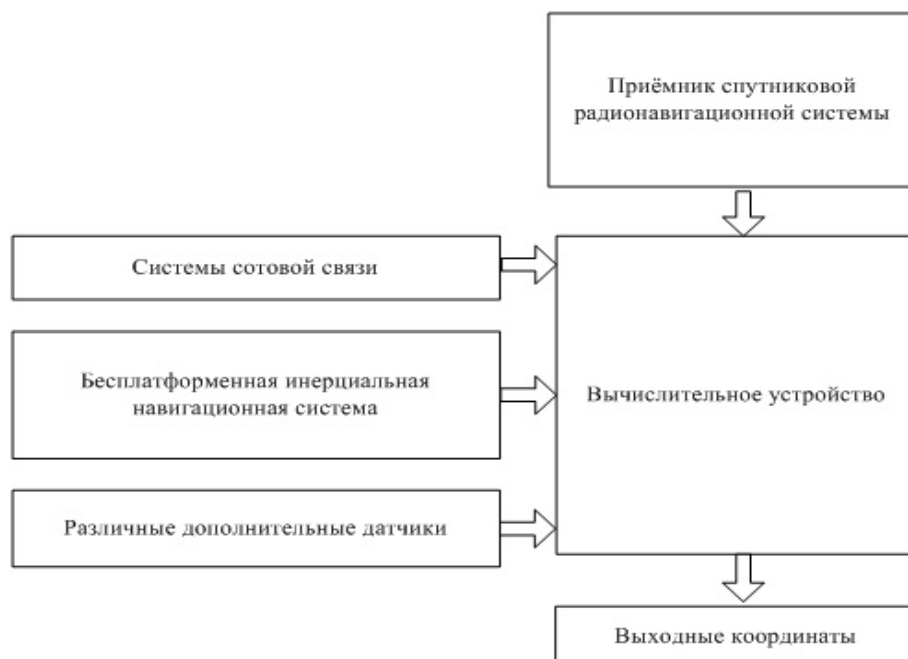 Приёмник спутниковой
радионавигационной системы
Системы сотовой связи
Бесплатформенная инерциальная
навигационная система
Вычислительное устройство
Различные дополнительные датчики
Выходные координаты